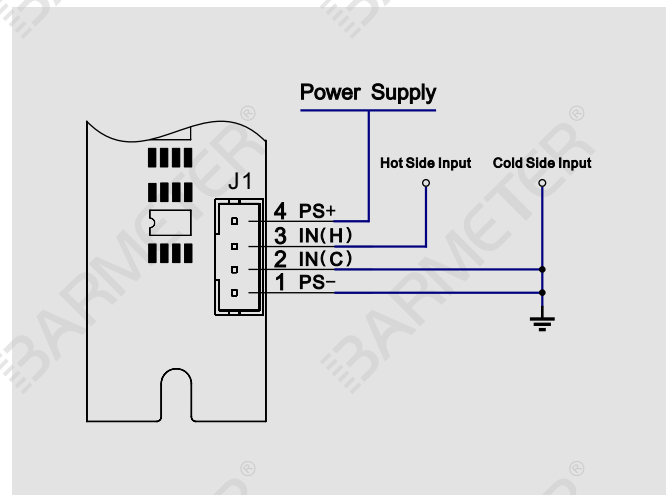 Power Supply
Hot Side Input Cold Side Input
J1
4 PS+
3 IN(H)
2 IN(C)
1 PS-
BARMETER®
BARMETER®
BARMETER
BARMETER
®
®